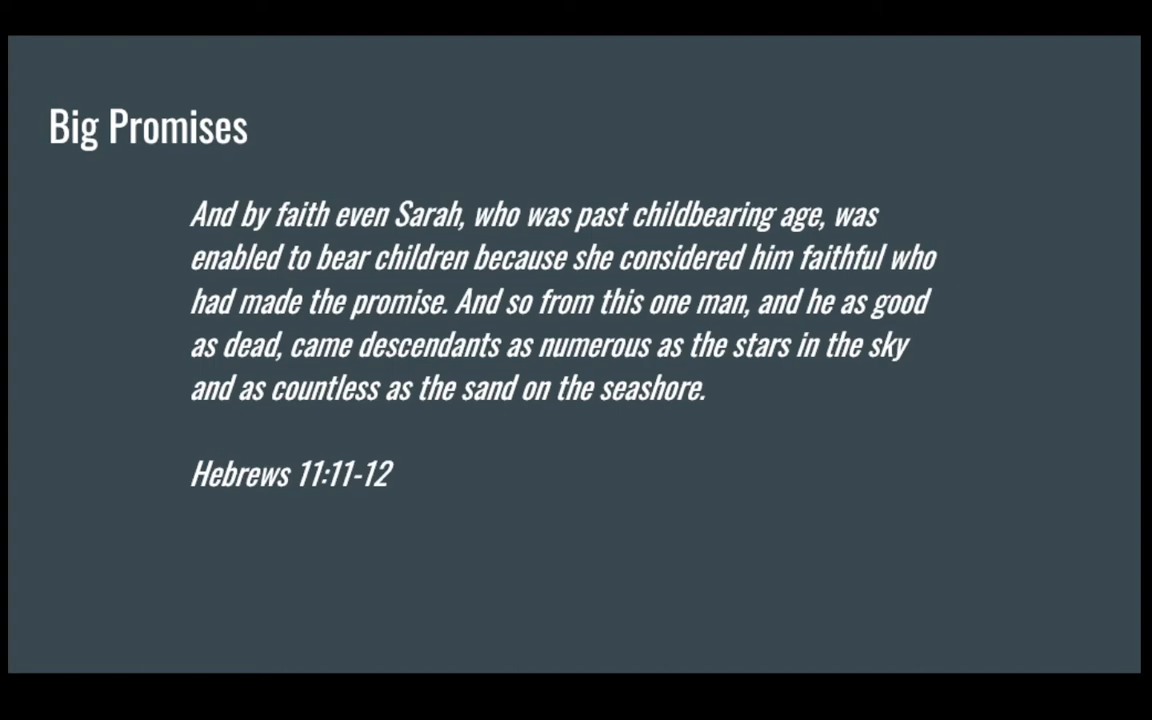 Big Promises
And by faith even Sarah, who was past childbearing age, was
enabled to bear children because she considered him faithful who
had made the promise. And so from this one man, and he as good
as dead, came descendants as numerous as the stars in the sky
and as countless as the sand on the seashore.
Hebrews 11:11-12